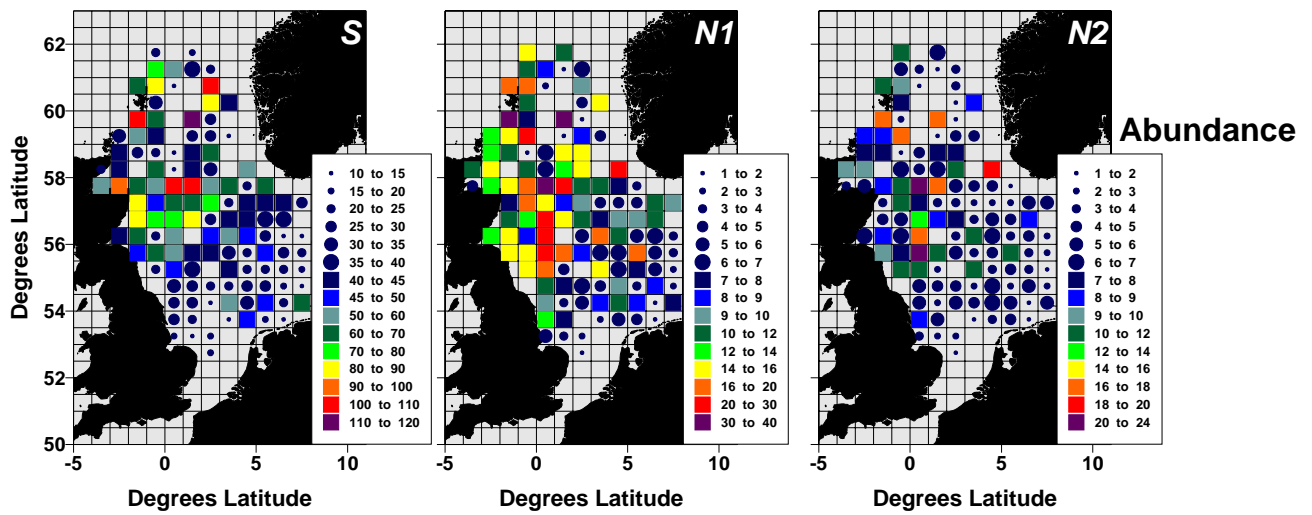 S
N1
N2
Abundance
Degrees Latitude
62
60
58
56
54
52
50
10 to 15
15 to 20
20 to 25
25 to 30
30 to 35
35 to 40
40 to 45
45 to 50
50 to 60
60 to 70
70 to 80
80 to 90
90 to 100
100 to 110
110 to 120
1 to 2
2 to 3
3 to 4
4 to 5
5 to 6
6 to 7
7 to 8
8 to 9
9 to 10
10 to 12
12 to 14
14 to 16
16 to 20
20 to 30
30 to 40
1 to 2
2 to 3
3 to 4
4 to 5
5 to 6
6 to 7
7 to 8
8 to 9
9 to 10
10 to 12
12 to 14
14 to 16
16 to 18
18 to 20
20 to 24
-5 0 5 10
-5 0 5 10
-5 0 5 10
Degrees Latitude
Degrees Latitude
Degrees Latitude